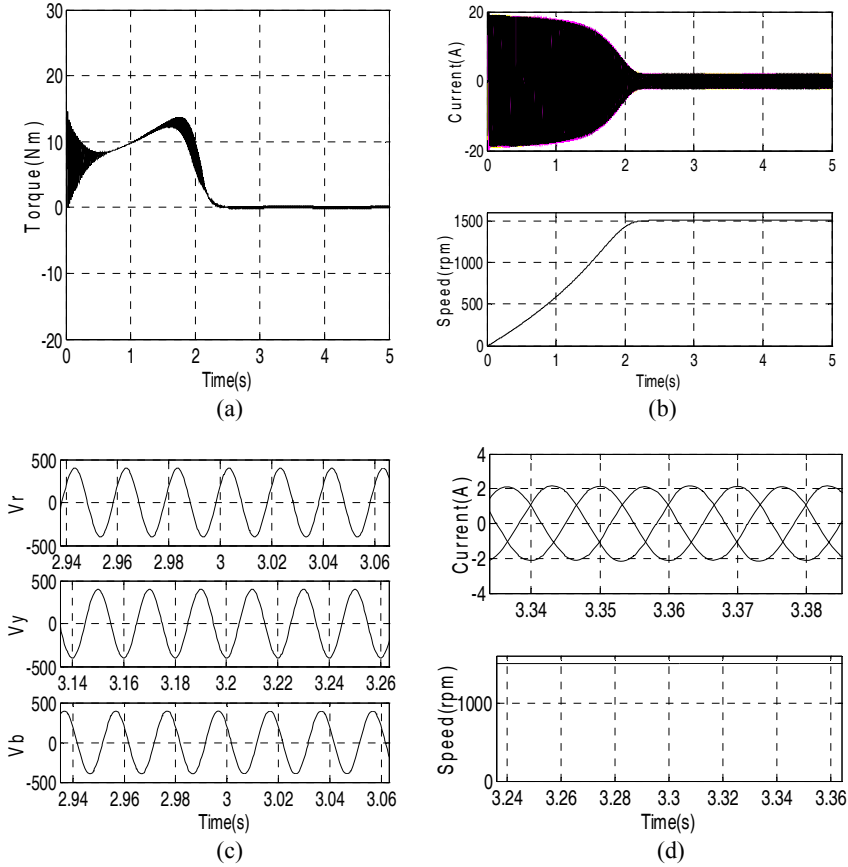 30
20
10
0
-10
-20
Torque(Nm)
0 1 2 3 4 5
Time(s)
(a)
20
0
-20
Current(A)
0 1 2 3 4 5
1500
1000
500
0
Speed(rpm)
0 1 2 3 4 5
Time(s)
(b)
500
0
-500
Vr
2.94 2.96 2.98 3 3.02 3.04 3.06
500
0
-500
Vy
3.14 3.16 3.18 3.2 3.22 3.24 3.26
500
0
-500
Vb
2.94 2.96 2.98 3 3.02 3.04 3.06
Time(s)
(c)
4
2
0
-2
-4
Current(A)
3.34 3.35 3.36 3.37 3.38
1000
0
Speed(rpm)
3.24 3.26 3.28 3.3 3.32 3.34 3.36
Time(s)
(d)